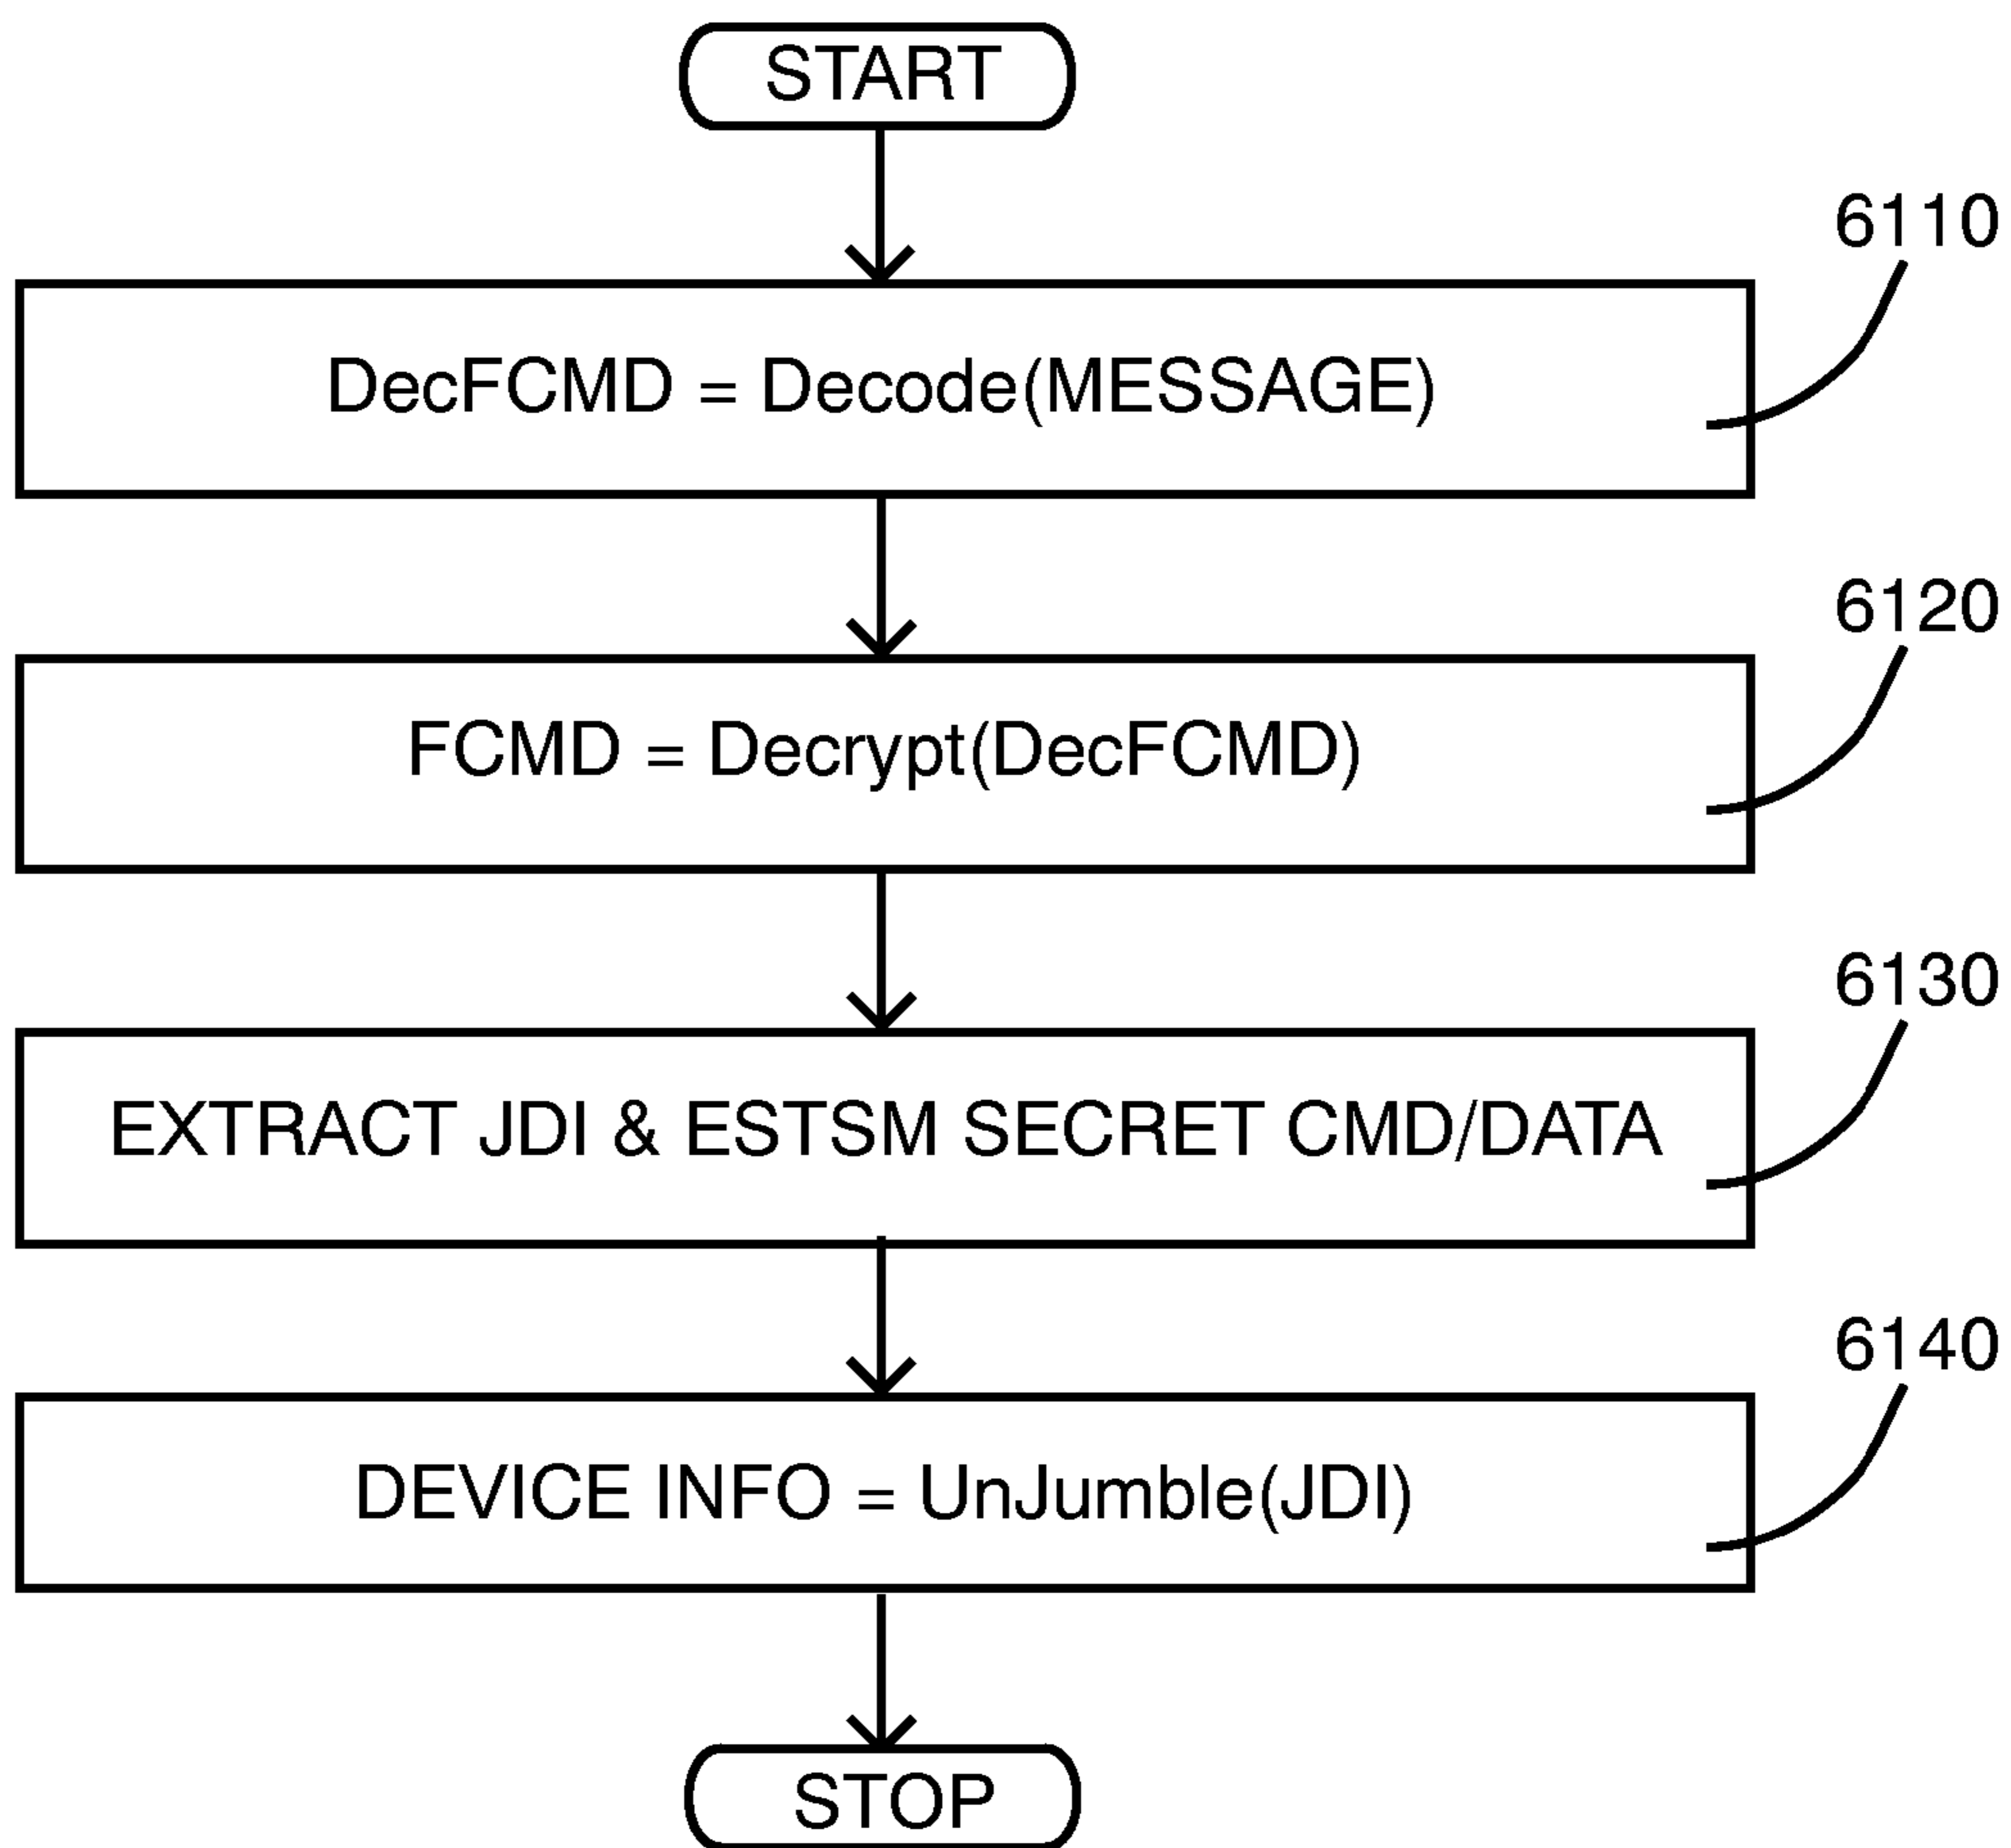 START
6110
DecFCMD = Decode(MESSAGE)
6120
FCMD = Decrypt(DecFCMD)
6130
EXTRACT JDI & ESTSM SECRET CMD/DATA
6140
DEVICE INFO = UnJumble(JDI)
STOP